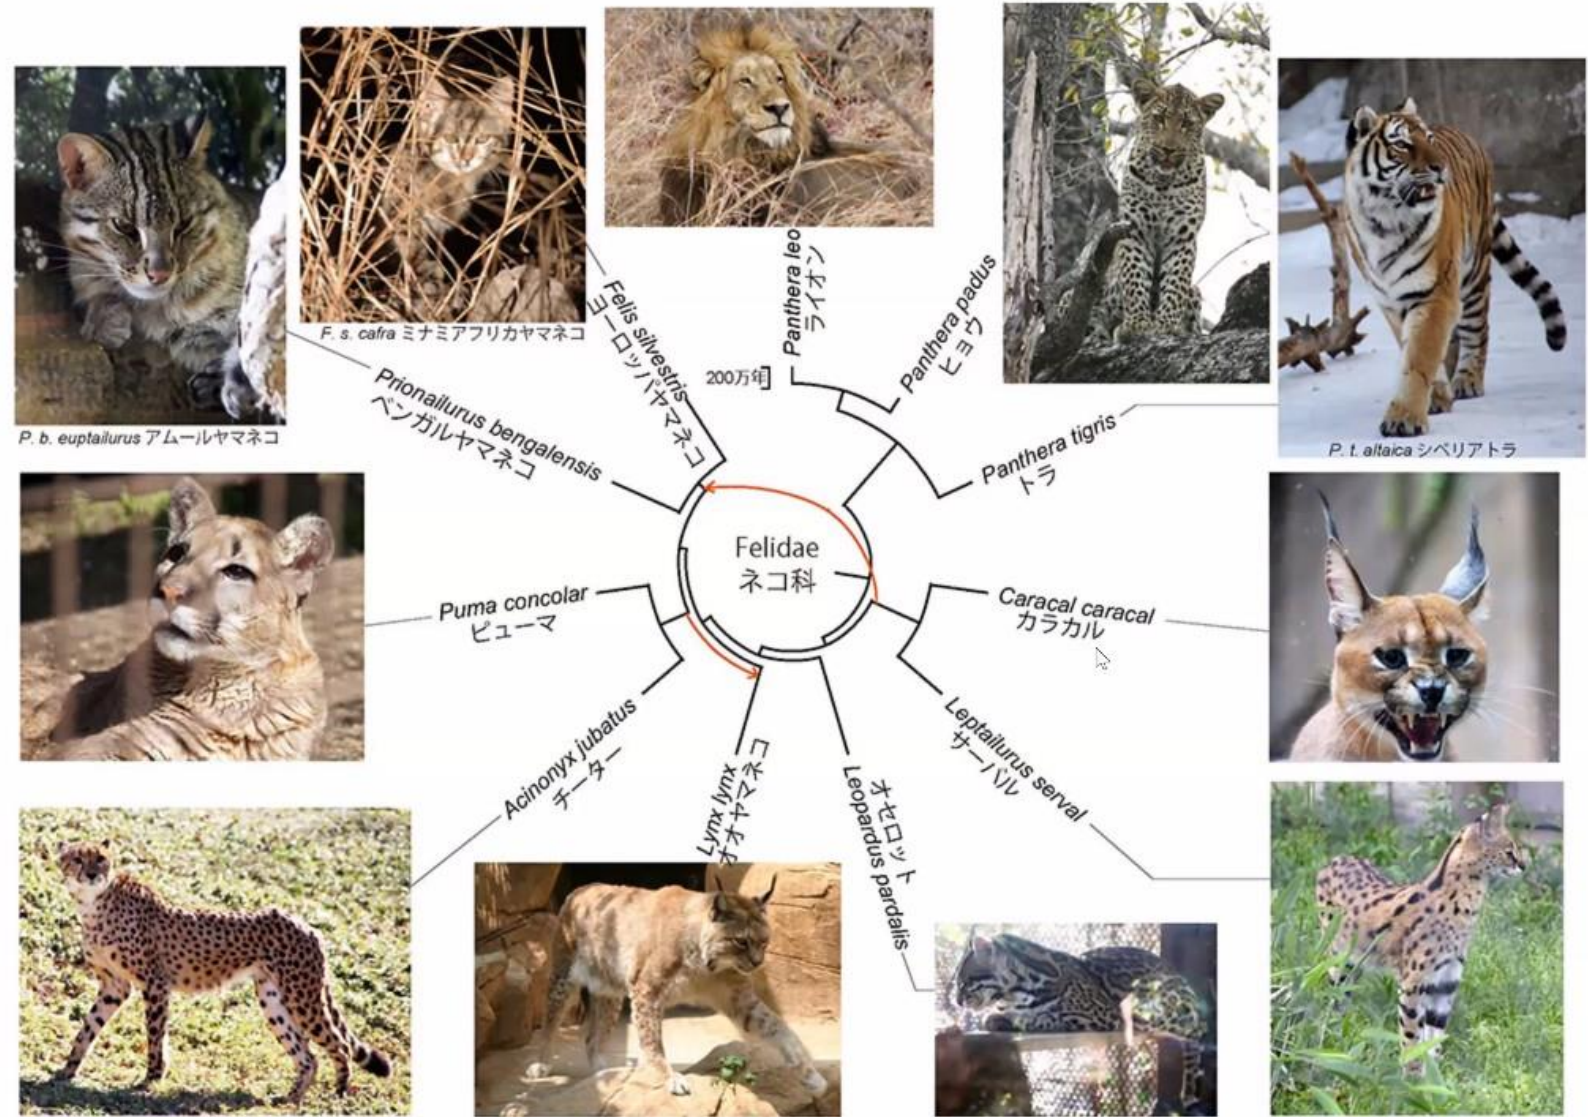 F. s. cafra ミナミアフリカヤマネコ
P. b. euptailurus アムールヤマネコ
Felis silvestris
ヨーロッパヤマネコ
Prionailurus bengalensis
ベンガルヤマネコ
200万年
Panthera leo
ライオン
Panthera padus
ヒョウ
Panthera tigris
トラ
P. t. altaica シベリアトラ
Felidae
ネコ科
Puma concolar
ピューマ
Caracal caracal
カラカル
Acinonyx jubatus
チーター
Lynx lynx
オオヤマネコ
オセロット
Leopardus pardalis
Leptailurus serval
サーバル